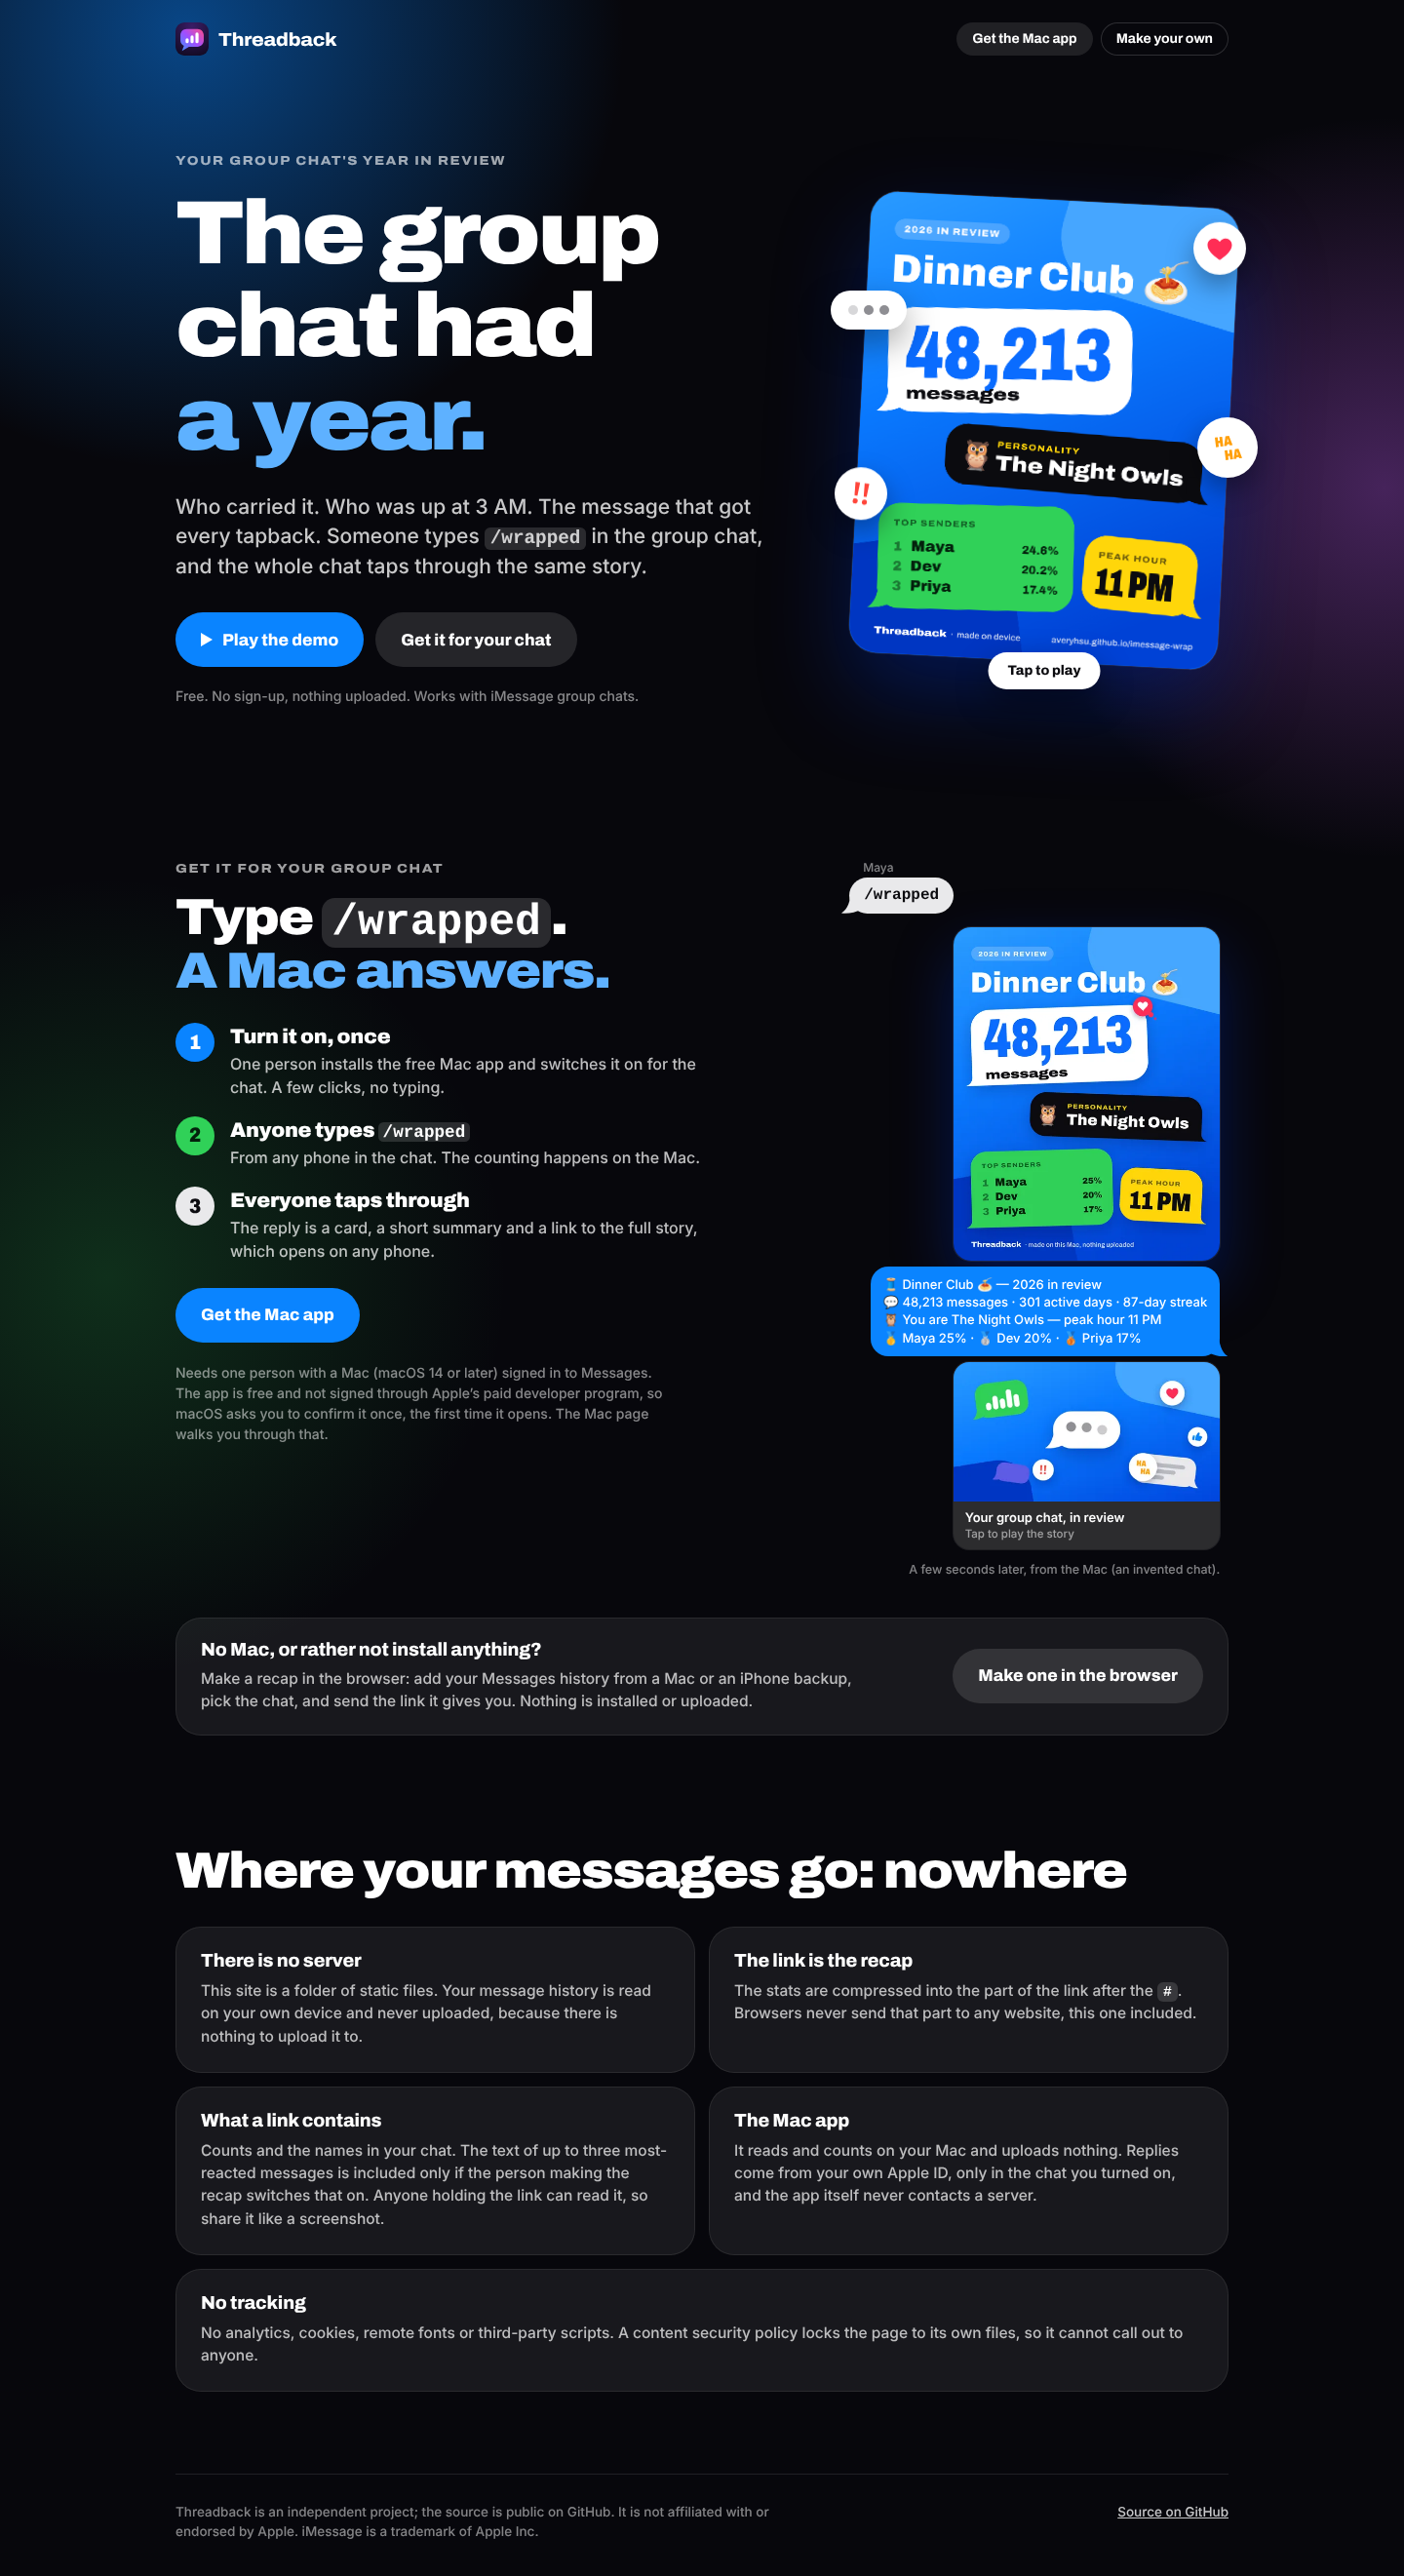 Threadback
Get the Mac app
Make your own
YOUR GROUP CHAT'S YEAR IN REVIEW
The group
chat had
a year.
Who carried it. Who was up at 3 AM. The message that got
every tapback. Someone types /wrapped in the group chat,
and the whole chat taps through the same story.
Play the demo
Get it for your chat
Free. No sign-up, nothing uploaded. Works with iMessage group chats.
2026 IN REVIEW
Dinner Club 🍝
48,213
messages
PERSONALITY
The Night Owls
HA
HA
!!
TOP SENDERS
1 Maya 24.6%
2 Dev 20.2%
3 Priya 17.4%
PEAK HOUR
11 PM
Threadback · made on device
averyhsu.github.io/imessage-wrap
Tap to play
GET IT FOR YOUR GROUP CHAT
Type /wrapped.
A Mac answers.
1
Turn it on, once
One person installs the free Mac app and switches it on for the
chat. A few clicks, no typing.
2
Anyone types /wrapped
From any phone in the chat. The counting happens on the Mac.
3
Everyone taps through
The reply is a card, a short summary and a link to the full story,
which opens on any phone.
Get the Mac app
Needs one person with a Mac (macOS 14 or later) signed in to Messages.
The app is free and not signed through Apple's paid developer program, so
macOS asks you to confirm it once, the first time it opens. The Mac page
walks you through that.
Maya
/wrapped
2026 IN REVIEW
Dinner Club 🍝
48,213
messages
PERSONALITY
The Night Owls
TOP SENDERS
1 Maya 25%
2 Dev 20%
3 Priya 17%
PEAK HOUR
11 PM
Threadback · made on this Mac, nothing uploaded
🧵 Dinner Club 🍝 — 2026 in review
💬 48,213 messages · 301 active days · 87-day streak
🦉 You are The Night Owls — peak hour 11 PM
🥇 Maya 25% · 🥈 Dev 20% · 🥉 Priya 17%
!!
HA
HA
Your group chat, in review
Tap to play the story
A few seconds later, from the Mac (an invented chat).
No Mac, or rather not install anything?
Make a recap in the browser: add your Messages history from a Mac or an iPhone backup,
pick the chat, and send the link it gives you. Nothing is installed or uploaded.
Make one in the browser
Where your messages go: nowhere
There is no server
This site is a folder of static files. Your message history is read
on your own device and never uploaded, because there is
nothing to upload it to.
The link is the recap
The stats are compressed into the part of the link after the #.
Browsers never send that part to any website, this one included.
What a link contains
Counts and the names in your chat. The text of up to three most-
reacted messages is included only if the person making the
recap switches that on. Anyone holding the link can read it, so
share it like a screenshot.
The Mac app
It reads and counts on your Mac and uploads nothing. Replies
come from your own Apple ID, only in the chat you turned on,
and the app itself never contacts a server.
No tracking
No analytics, cookies, remote fonts or third-party scripts. A content security policy locks the page to its own files, so it cannot call out to
anyone.
Threadback is an independent project; the source is public on GitHub. It is not affiliated with or
endorsed by Apple. iMessage is a trademark of Apple Inc.
Source on GitHub